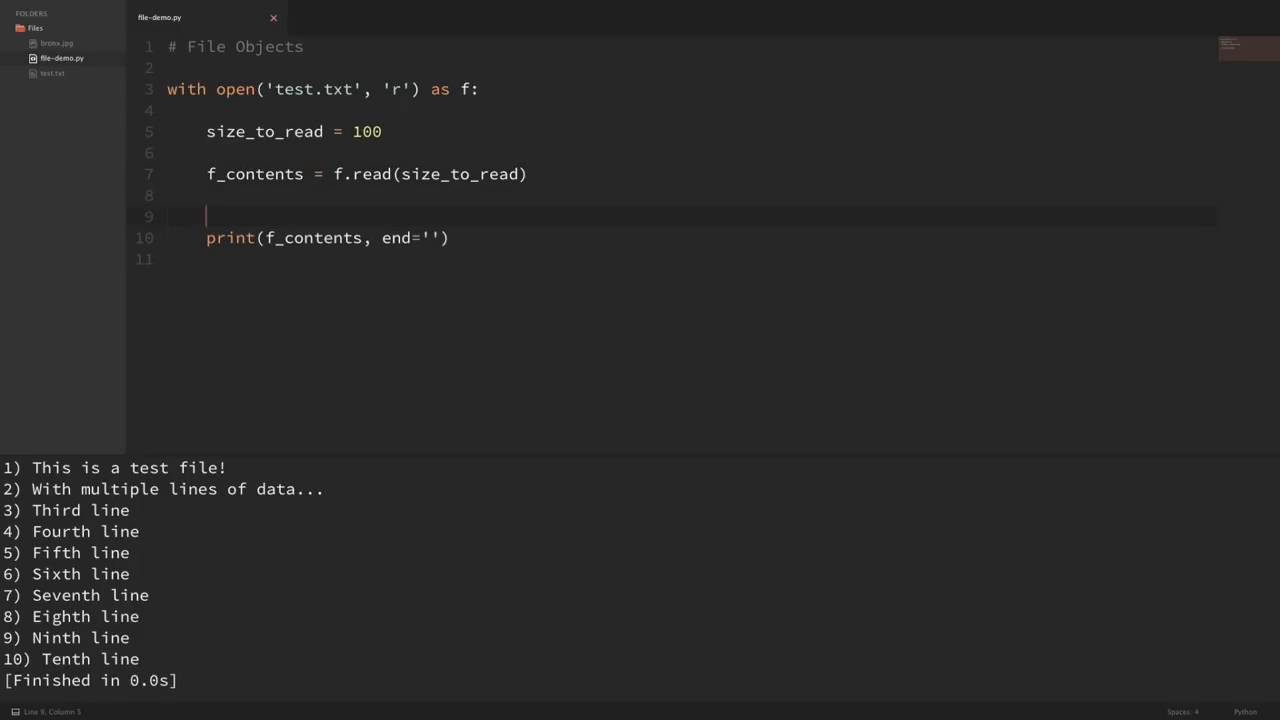 FOLDERS
Files
bronx.jpg
file-demo.py
test.txt
file-demo.py
1 # File Objects
2
3 with open('test.txt', 'r') as f:
4
5 size_to_read = 100
6
7 f_contents = f.read(size_to_read)
8
9
10 print(f_contents, end='')
11
1) This is a test file!
2) With multiple lines of data...
3) Third line
4) Fourth line
5) Fifth line
6) Sixth line
7) Seventh line
8) Eighth line
9) Ninth line
10) Tenth line
[Finished in 0.0s]
Line 9, Column 5
Spaces: 4
Python